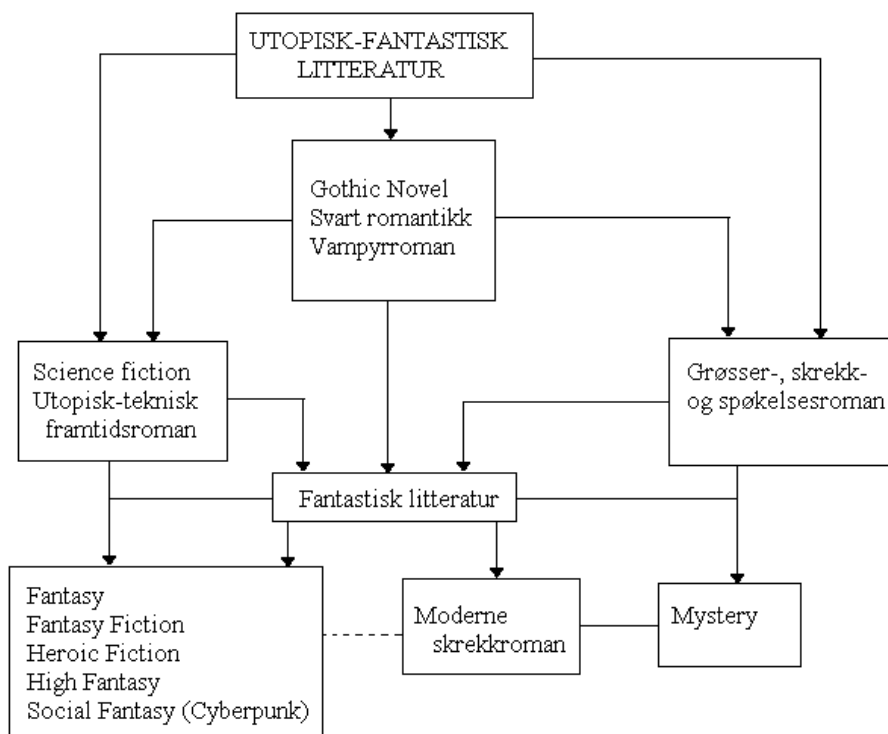 UTOPISK-FANTASTISK
LITTERATUR
Gothic Novel
Svart romantikk
Vampyrroman
Science fiction
Utopisk-teknisk
framtidsroman
Grøsser-, skrekk-
og spøkelsesroman
Fantastisk litteratur
Fantasy
Fantasy Fiction
Heroic Fiction
High Fantasy
Social Fantasy (Cyberpunk)
Moderne
skrekkroman
Mystery